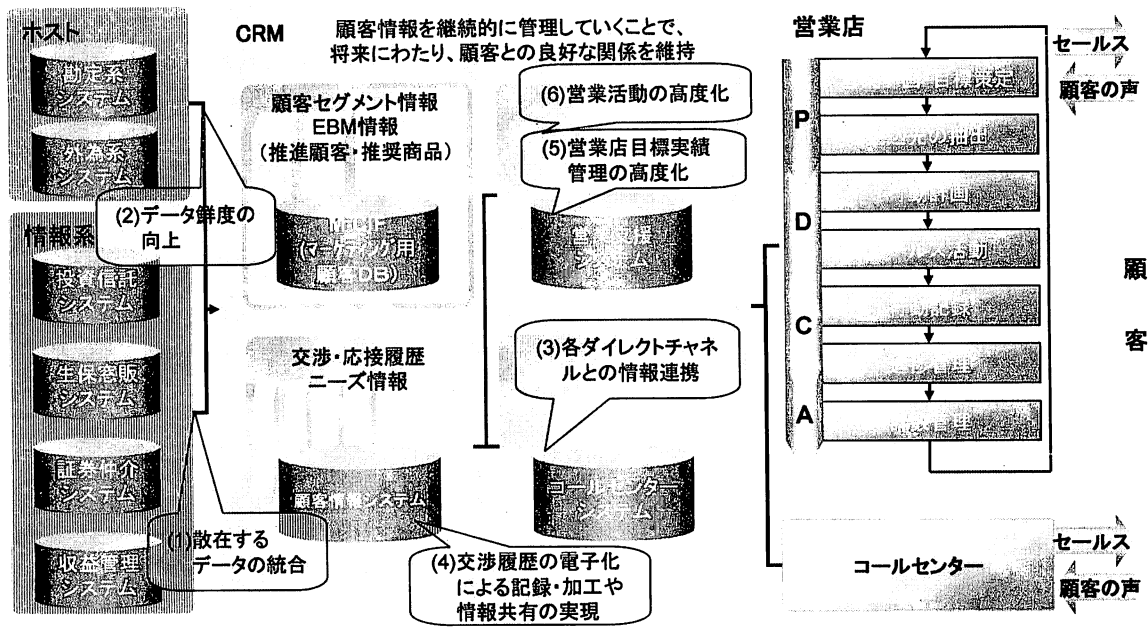 ホスト
勘定系
システム
外為系
システム
情報系
投資信託
システム
生保窓販
システム
証券仲介
システム
収益管理
システム
(2)データ鮮度の
向上
(1)散在する
データの統合
CRM
顧客情報を継続的に管理していくことで、
将来にわたり、顧客との良好な関係を維持
顧客セグメント情報
EBM情報
(推進顧客・推奨商品)
MCIF
(マーケティング用
顧客DB)
交渉・応接履歴
ニーズ情報
顧客情報システム
(4)交渉履歴の電子化
による記録・加工や
情報共有の実現
(6)営業活動の高度化
(5)営業店目標実績
管理の高度化
システム
(3)各ダイレクトチャネ
ルとの情報連携
コールセンター
システム
営業店
P
D
C
A
活動
コールセンター
セールス
顧客の声
顧
客
セールス
顧客の声